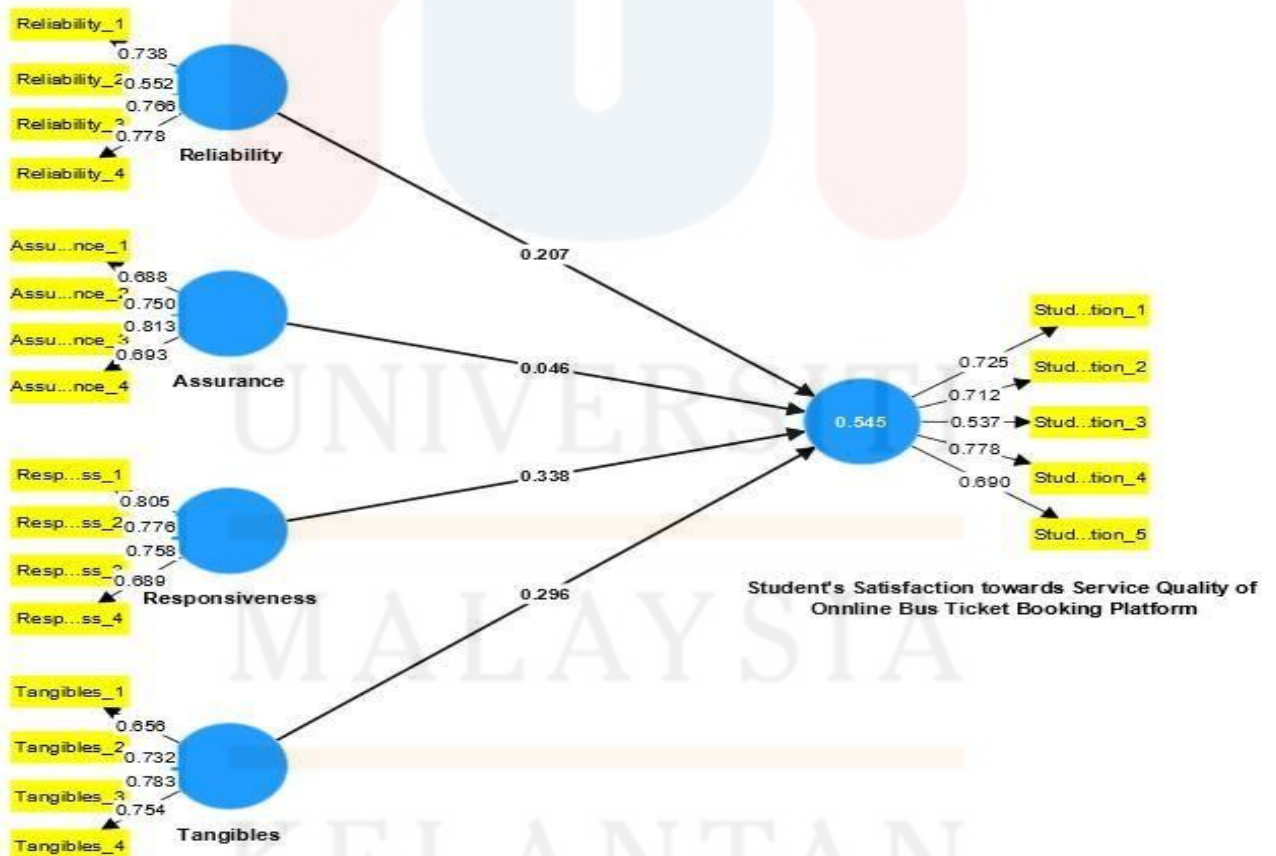 Reliability_1
0.738
Reliability_2
0.552
0.766
Reliability_3
0.778
Reliability_4
Reliability
0.207
Assu...nce_1
0.688
Assu...nce_2
0.750
0.813
Assu...nce_3
0.693
Assu...nce_4
Assurance
0.046
Resp...ss_1
0.805
Resp...ss_2
0.776
0.758
Resp...ss_3
0.689
Resp...ss_4
Responsiveness
0.338
Tangibles_1
0.656
Tangibles_2
0.732
0.783
Tangibles_3
0.754
Tangibles_4
Tangibles
0.296
0.545
Stud...tion_1
0.725
Stud...tion_2
0.712
0.537
Stud...tion_3
0.778
Stud...tion_4
0.690
Stud...tion_5
Student's Satisfaction towards Service Quality of
Onnline Bus Ticket Booking Platform
UNIVERSITI
MALAYSIA
KELANTAN